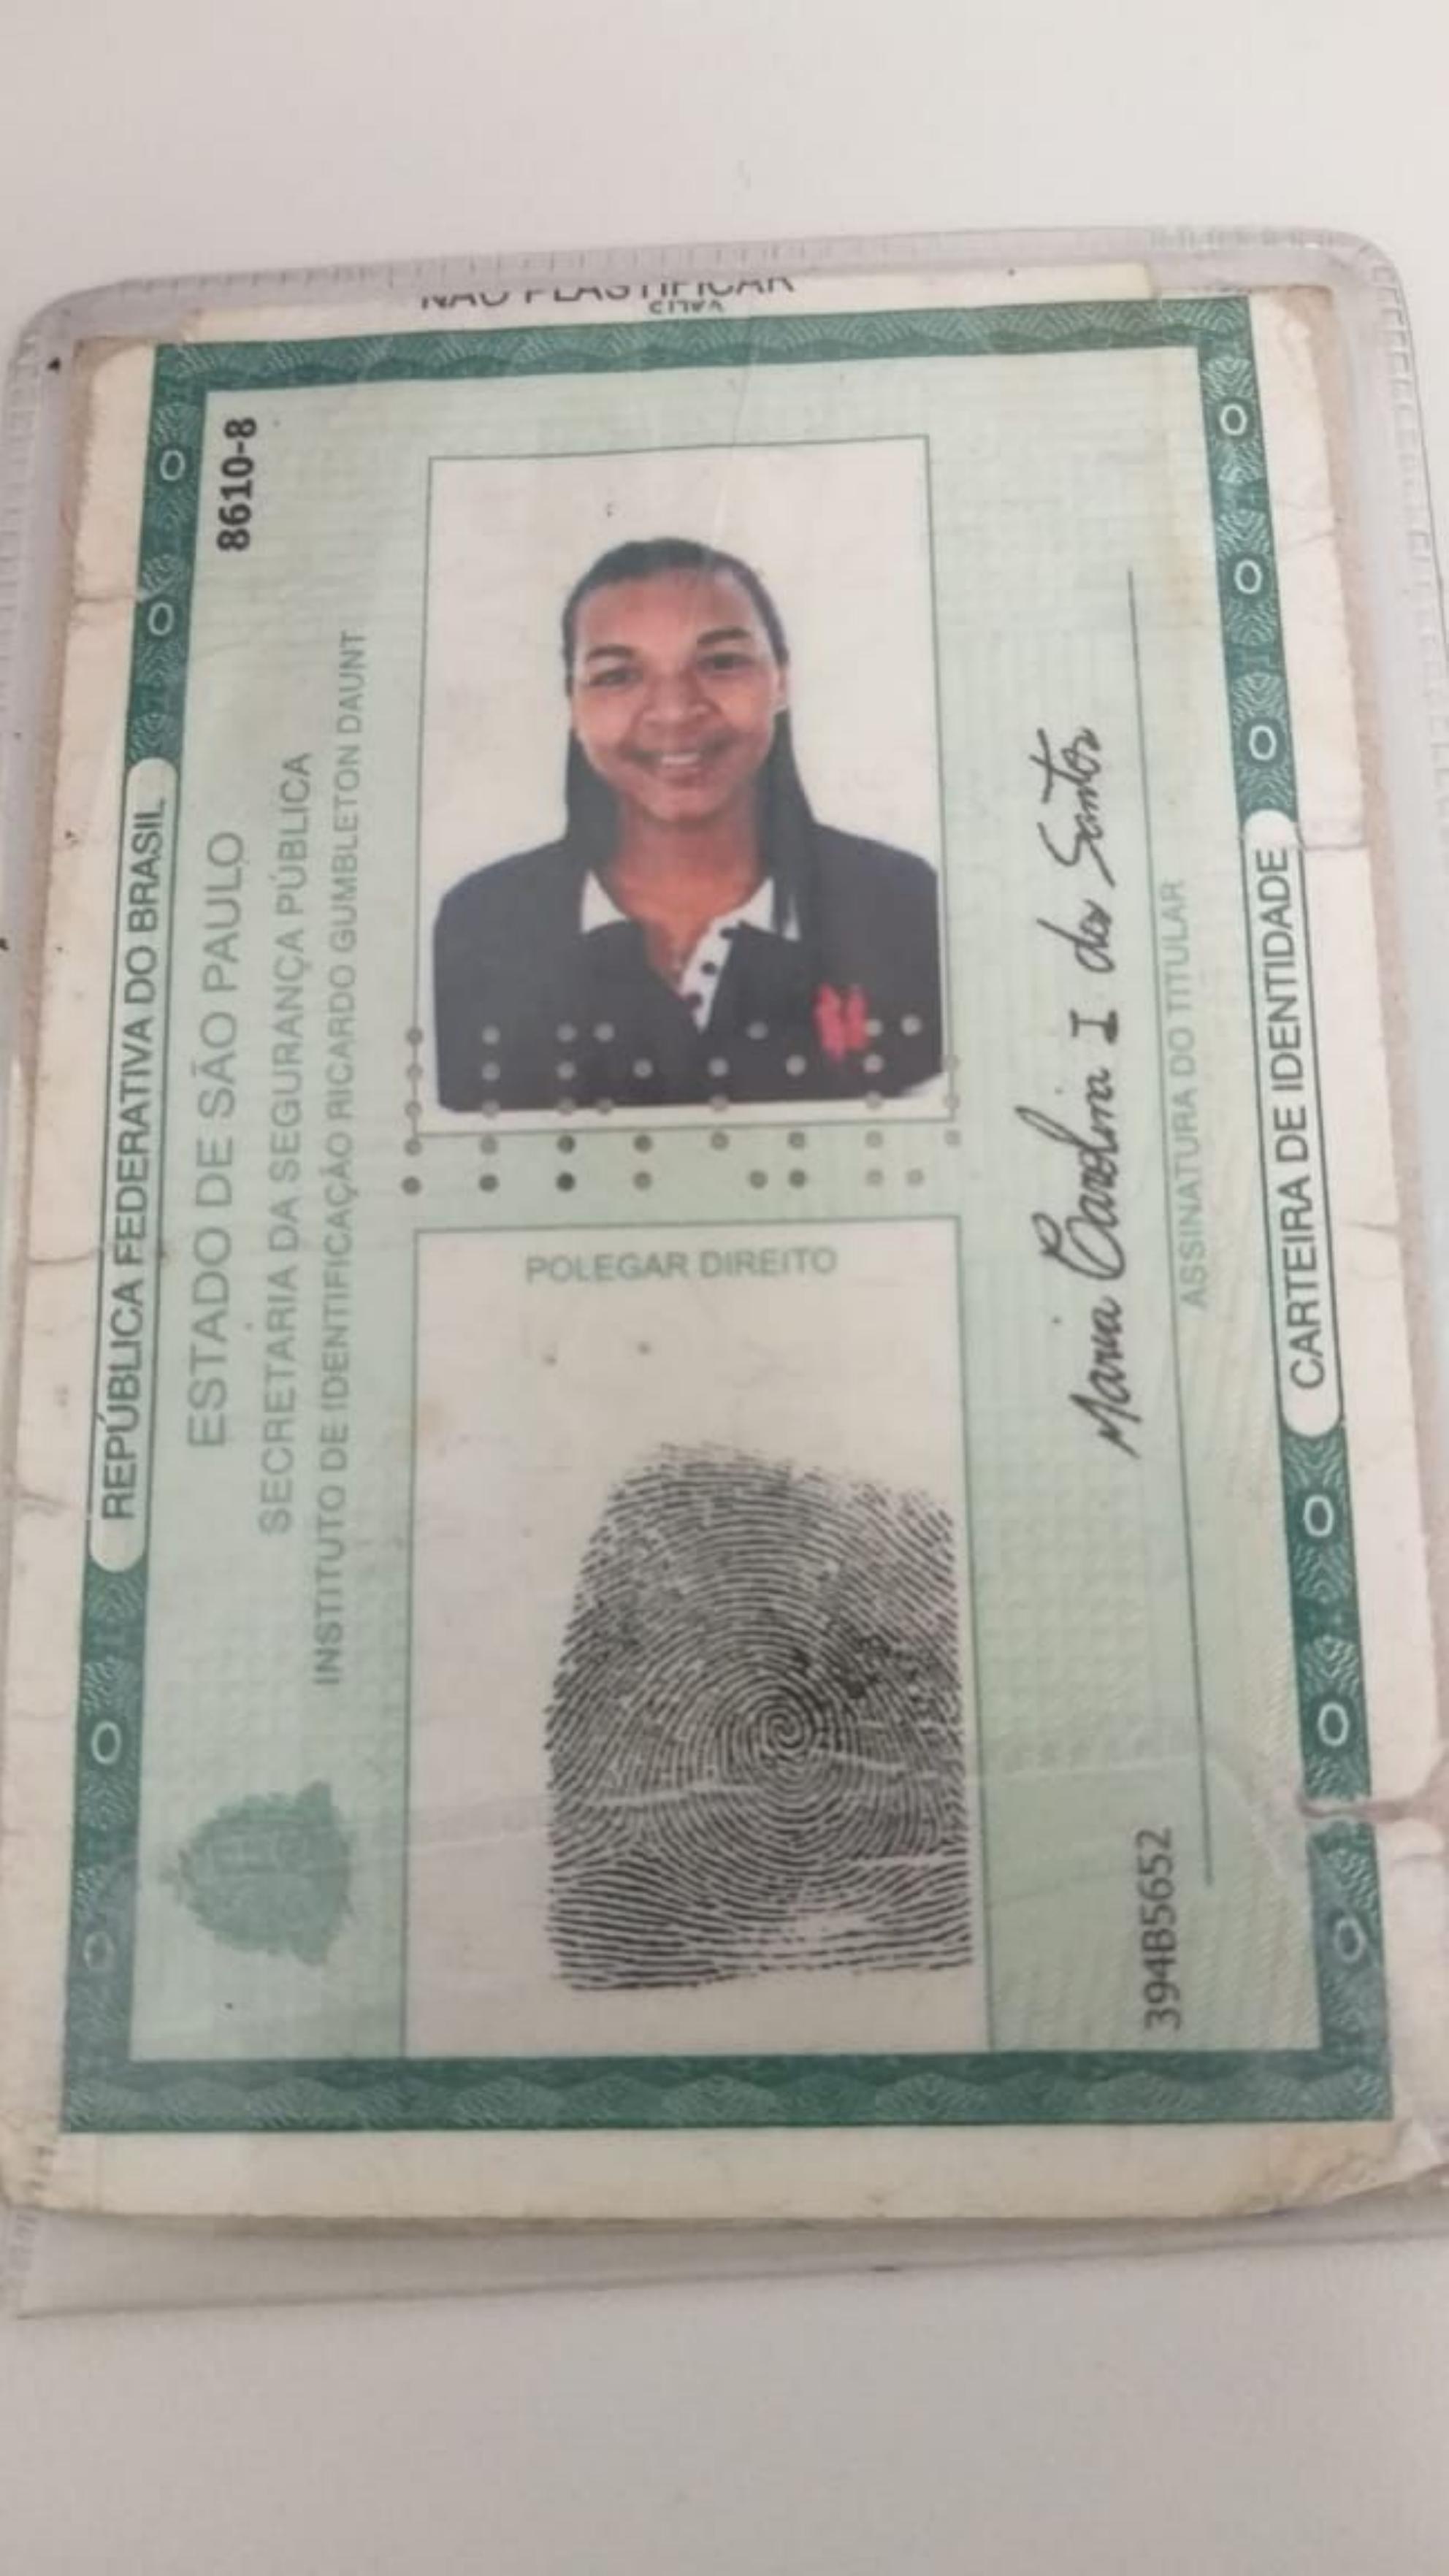 NÃO PLASTIFICAR
REPÚBLICA FEDERATIVA DO BRASIL
8610-8
ESTADO DE SÃO PAULO
SECRETARIA DA SEGURANÇA PÚBLICA
INSTITUTO DE IDENTIFICAÇÃO RICARDO GUMBLETON DAUNT
POLEGAR DIREITO
Maria Carolina I dos Santos
394B5652
ASSINATURA DO TITULAR
CARTEIRA DE IDENTIDADE